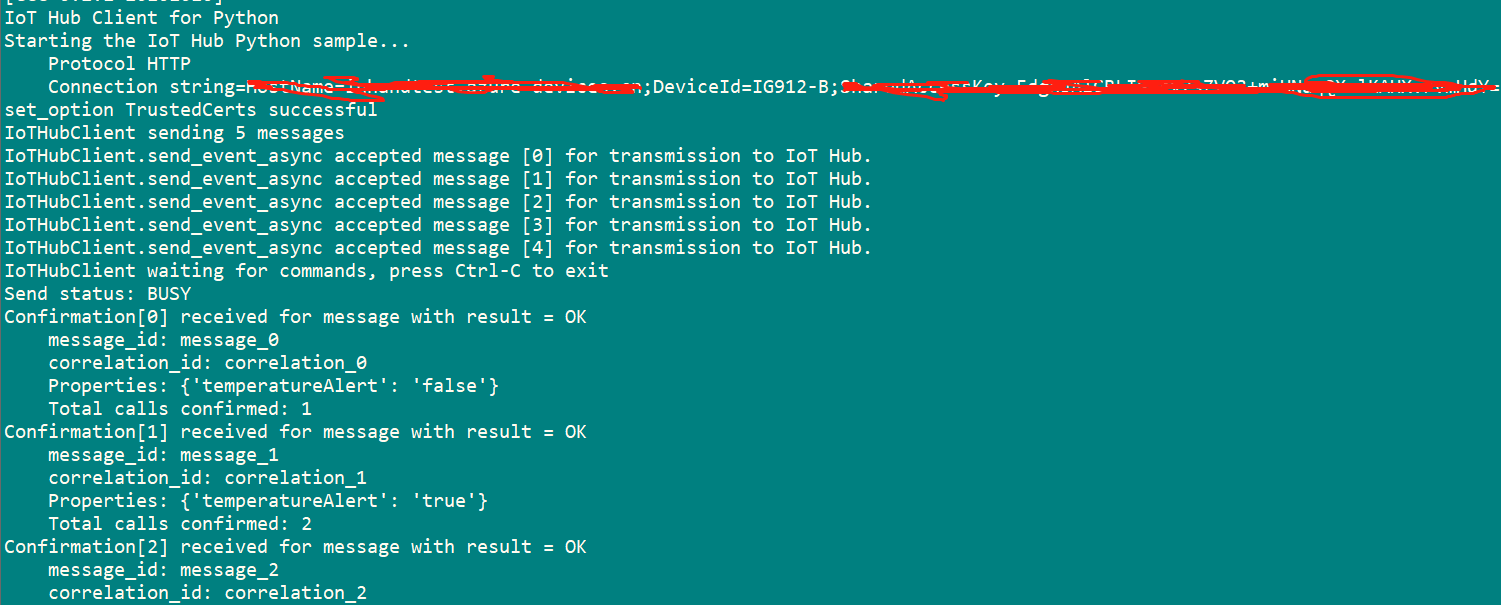 IoT Hub Client for Python
Starting the IoT Hub Python sample...
Protocol HTTP
Connection string=;DeviceId=IG912-B;
set_option TrustedCerts successful
IoTHubClient sending 5 messages
IoTHubClient.send_event_async accepted message [0] for transmission to IoT Hub.
IoTHubClient.send_event_async accepted message [1] for transmission to IoT Hub.
IoTHubClient.send_event_async accepted message [2] for transmission to IoT Hub.
IoTHubClient.send_event_async accepted message [3] for transmission to IoT Hub.
IoTHubClient.send_event_async accepted message [4] for transmission to IoT Hub.
IoTHubClient waiting for commands, press Ctrl-C to exit
Send status: BUSY
Confirmation[0] received for message with result = OK
message_id: message_0
correlation_id: correlation_0
Properties: {'temperatureAlert': 'false'}
Total calls confirmed: 1
Confirmation[1] received for message with result = OK
message_id: message_1
correlation_id: correlation_1
Properties: {'temperatureAlert': 'true'}
Total calls confirmed: 2
Confirmation[2] received for message with result = OK
message_id: message_2
correlation_id: correlation_2